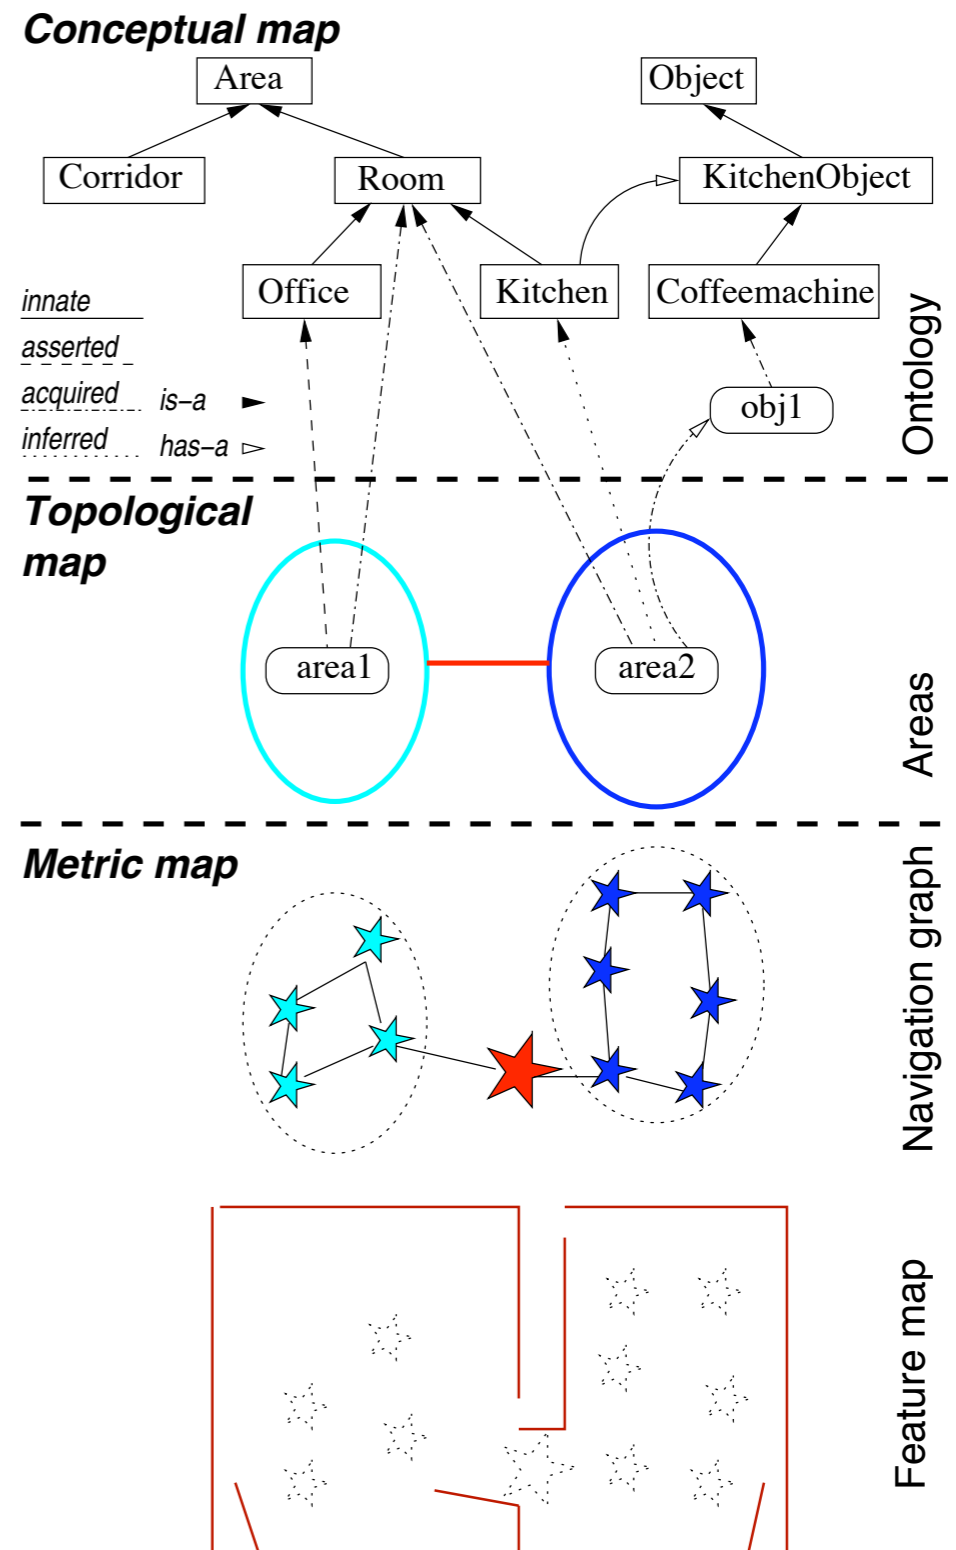 Conceptual map
Area
Object
Corridor
Room
KitchenObject
Office
Kitchen
Coffeemachine
innate
asserted
acquired
is–a
inferred
has–a
obj1
Ontology
Topological
map
area1
area2
Areas
Metric map
Navigation graph
Feature map